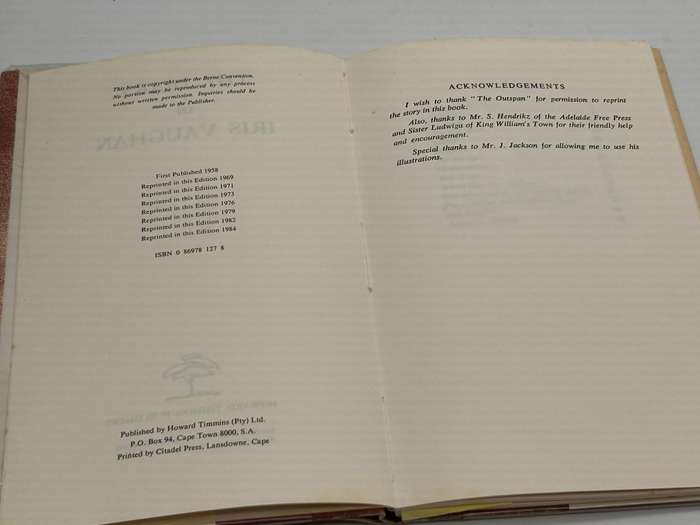 This book is copyright under the Berne Convention.
No portion may be reproduced by any process
without written permission. Inquiries should be
made to the Publisher.
IRIS VAUGHAN
First Published 1958
Reprinted in this Edition 1969
Reprinted in this Edition 1971
Reprinted in this Edition 1973
Reprinted in this Edition 1976
Reprinted in this Edition 1979
Reprinted in this Edition 1982
Reprinted in this Edition 1984
ISBN 0 86978 127 8
Published by Howard Timmins (Pty) Ltd.
P.O. Box 94, Cape Town 8000, S.A.
Printed by Citadel Press, Lansdowne, Cape
ACKNOWLEDGEMENTS
I wish to thank "The Outspan" for permission to reprint
the story in this book.
Also, thanks to Mr. S. Hendrikz of the Adelaide Free Press
and Sister Ludwiga of King William's Town for their friendly help
and encouragement.
Special thanks to Mr. J. Jackson for allowing me to use his
illustrations.